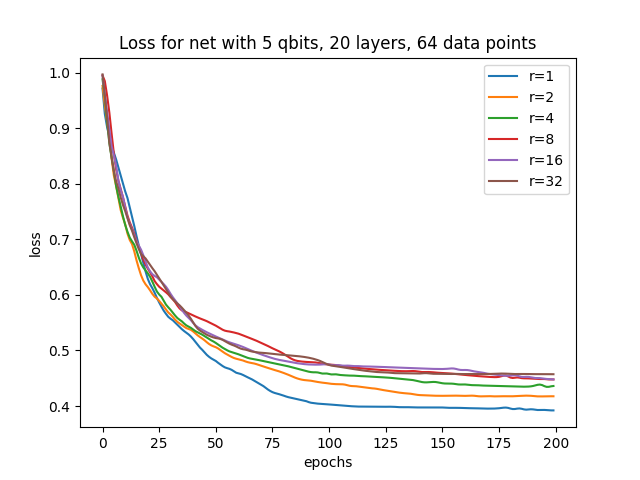 Loss for net with 5 qbits, 20 layers, 64 data points
1.0
0.9
0.8
0.7
0.6
0.5
0.4
loss
r=1
r=2
r=4
r=8
r=16
r=32
0 25 50 75 100 125 150 175 200
epochs